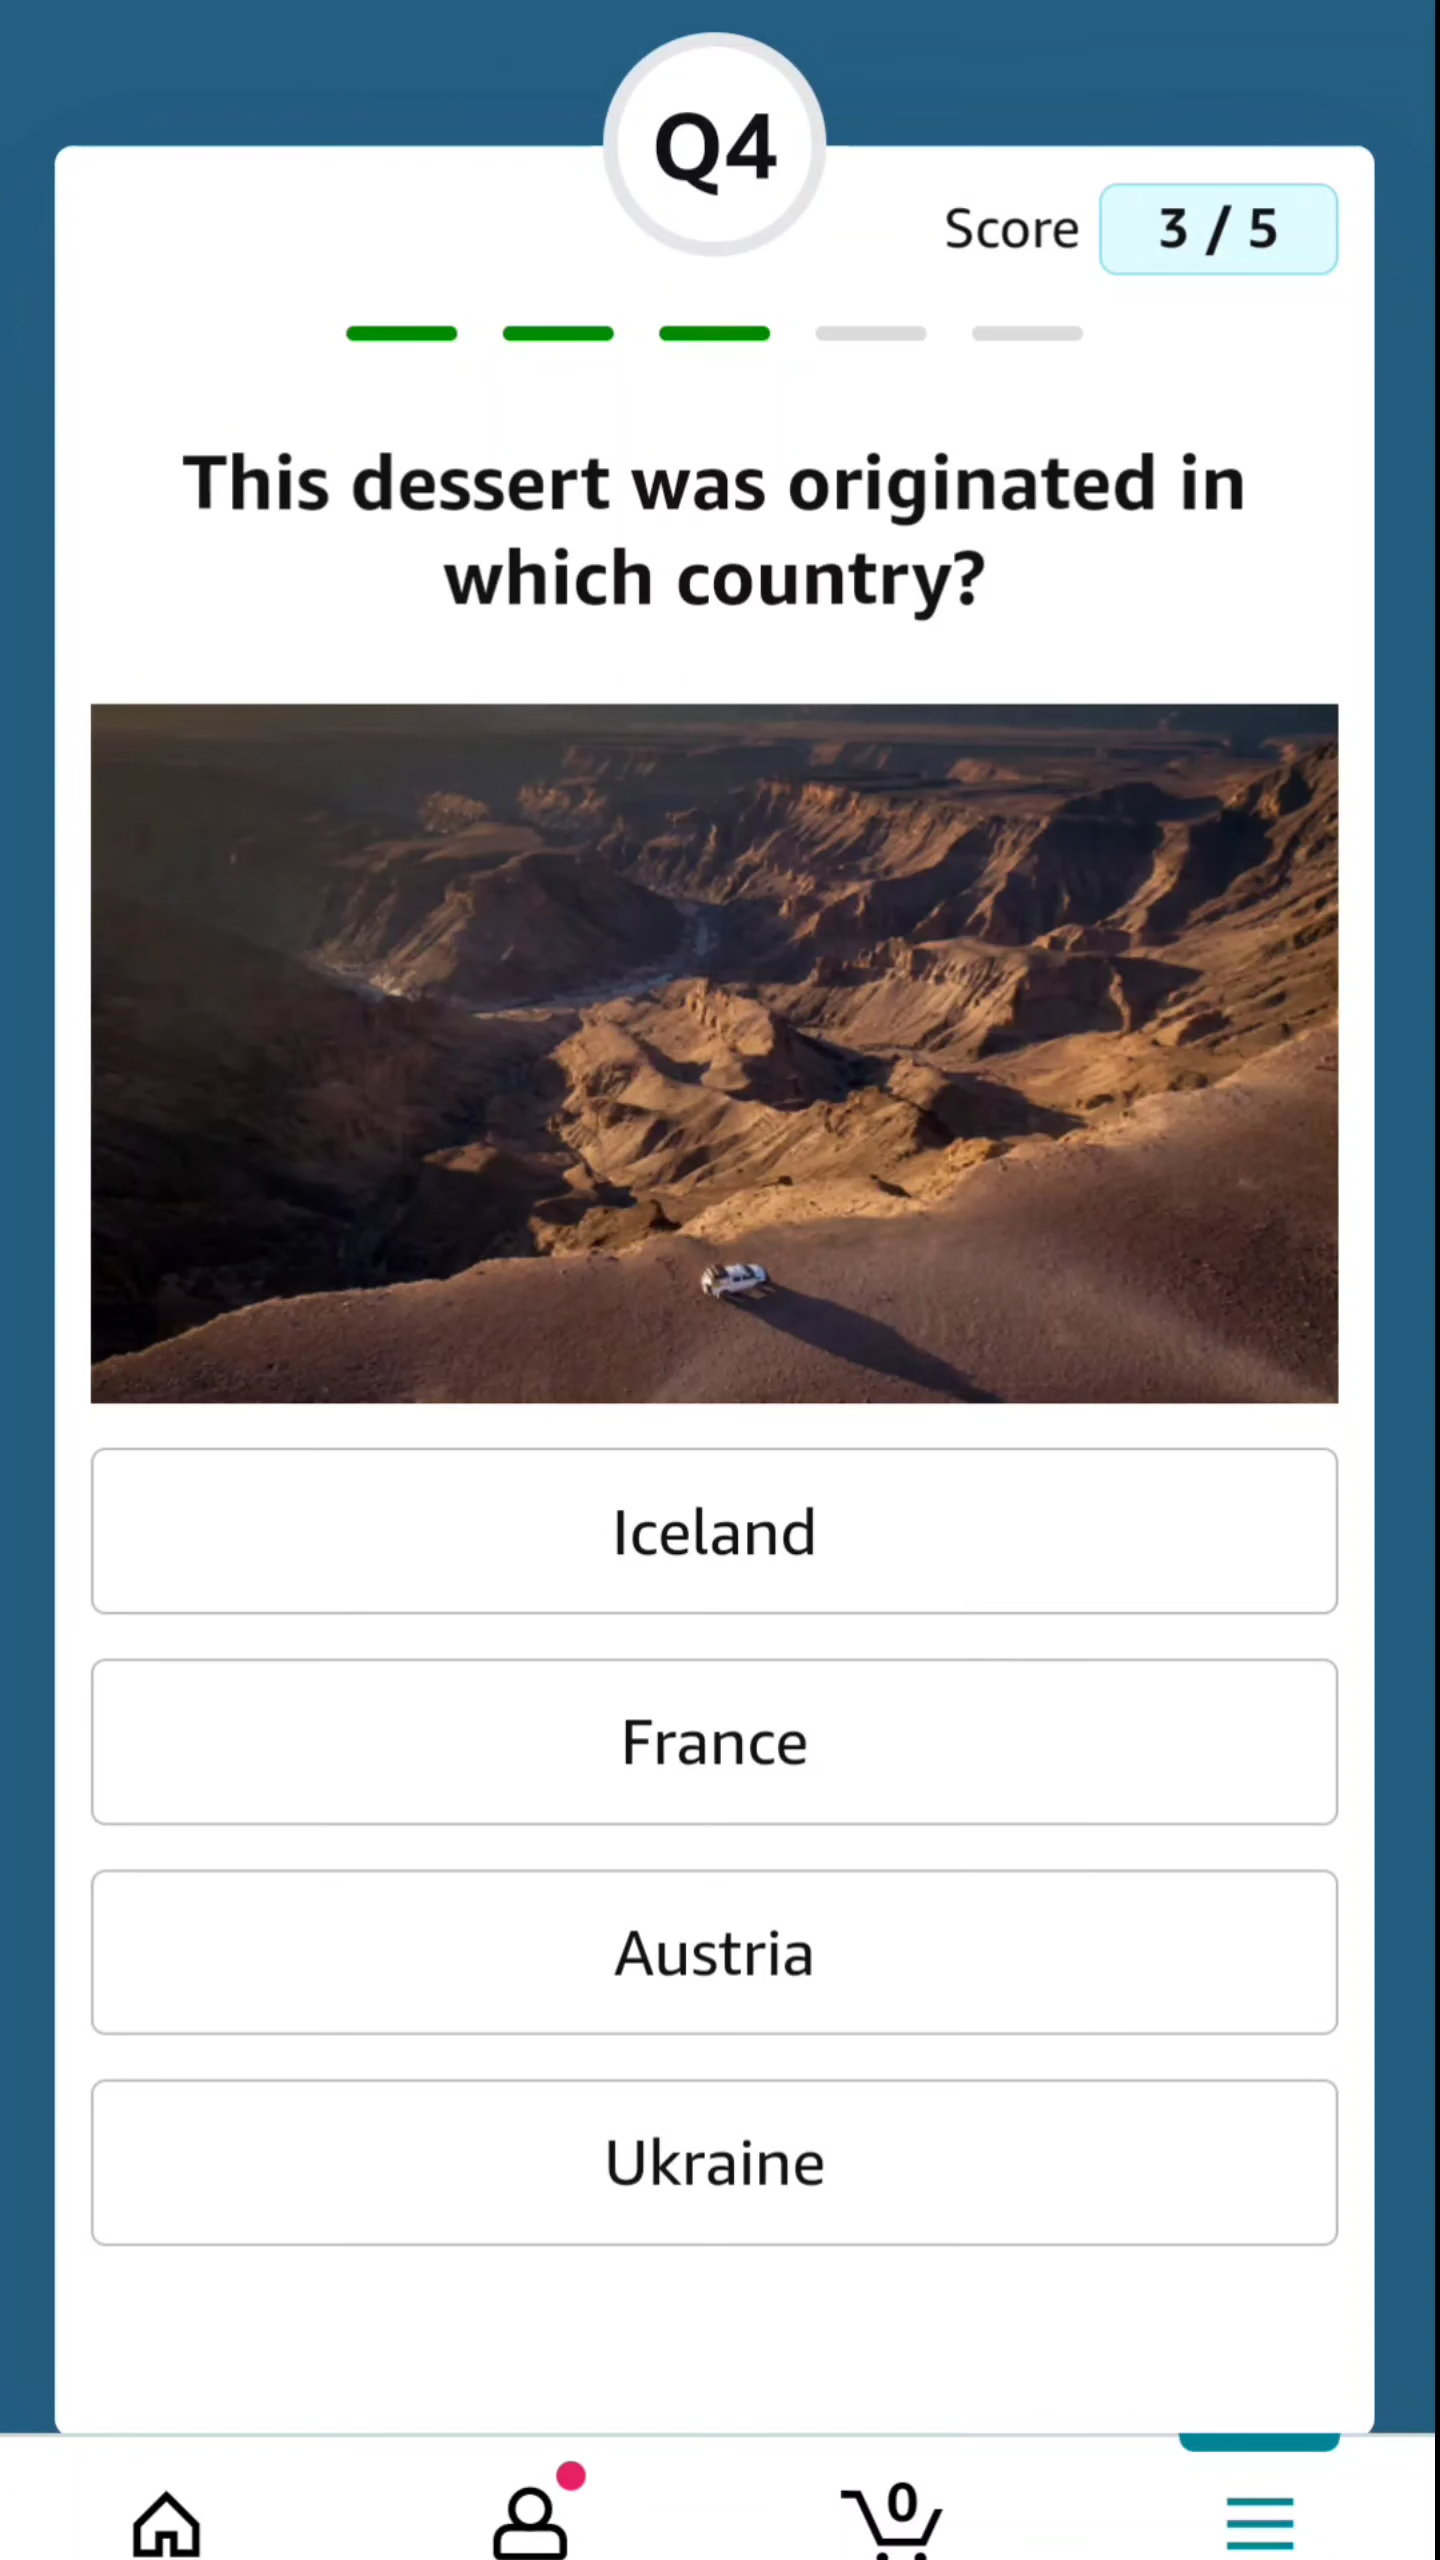 Q4
Score 3 / 5
This dessert was originated in
which country?
Iceland
France
Austria
Ukraine
0